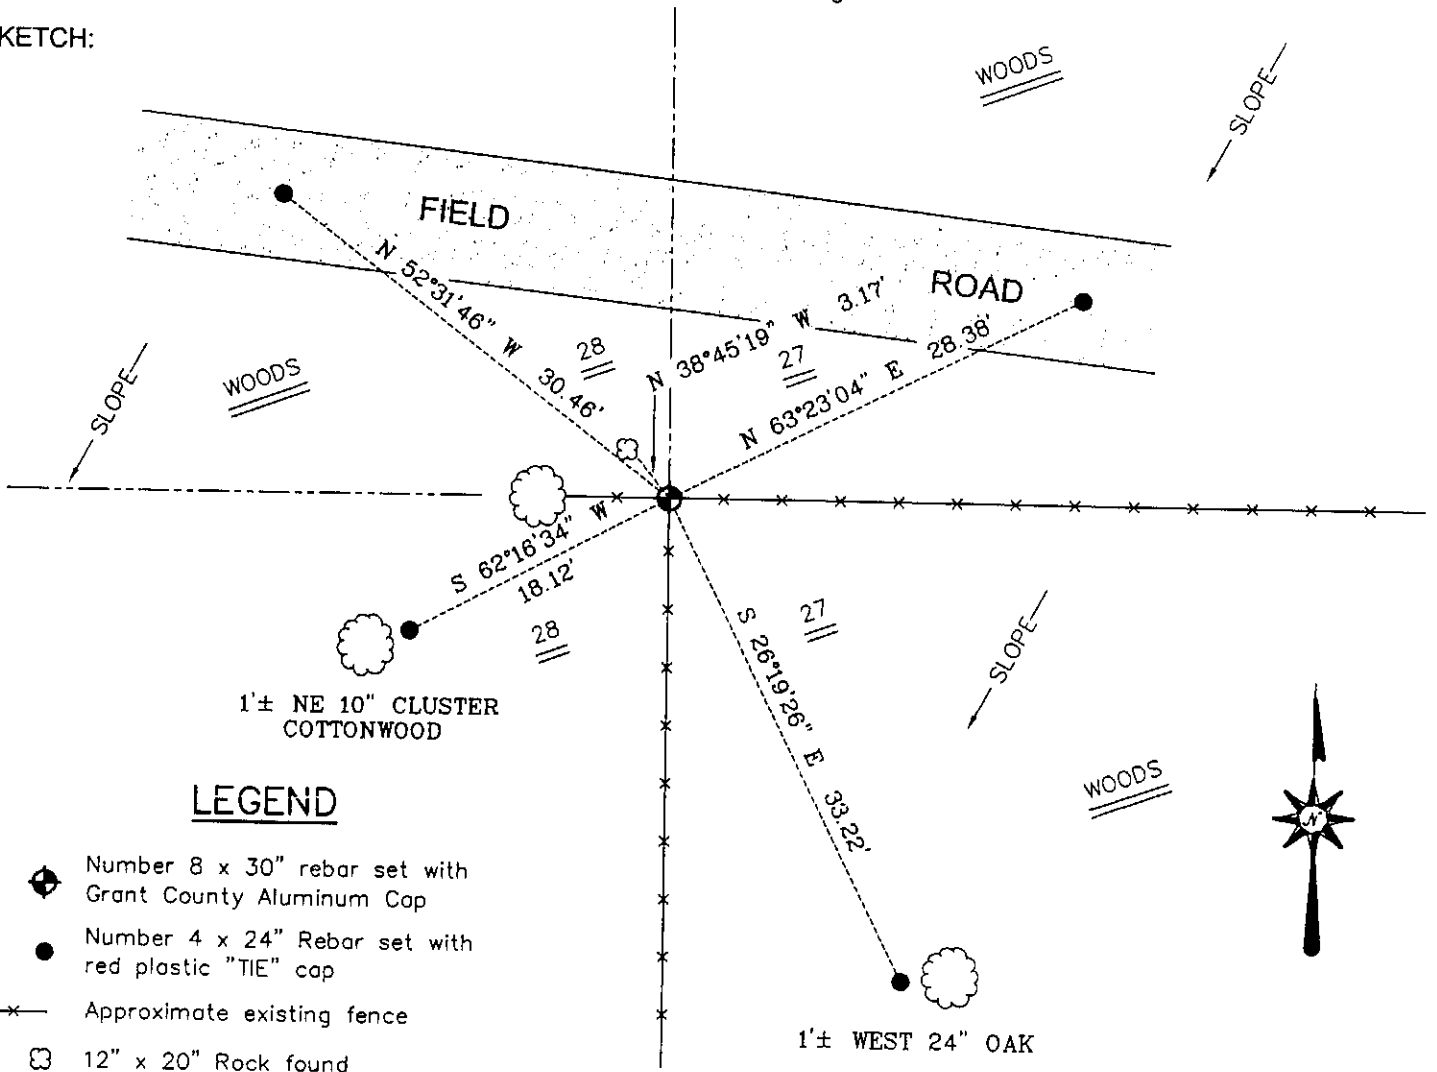 KETCH:
WOODS
SLOPE
FIELD
ROAD
N 52°31'46" W 30.46'
28
N 38°45'19" W 3.17'
27
N 63°23'04" E 28.38'
WOODS
SLOPE
S 62°16'34" W
18.12'
28
27
S 26°19'26" E 33.22'
SLOPE
1'± NE 10" CLUSTER
COTTONWOOD
WOODS
N
LEGEND
Number 8 x 30" rebar set with
Grant County Aluminum Cap
Number 4 x 24" Rebar set with
red plastic "TIE" cap
Approximate existing fence
12" x 20" Rock found
1'± WEST 24" OAK